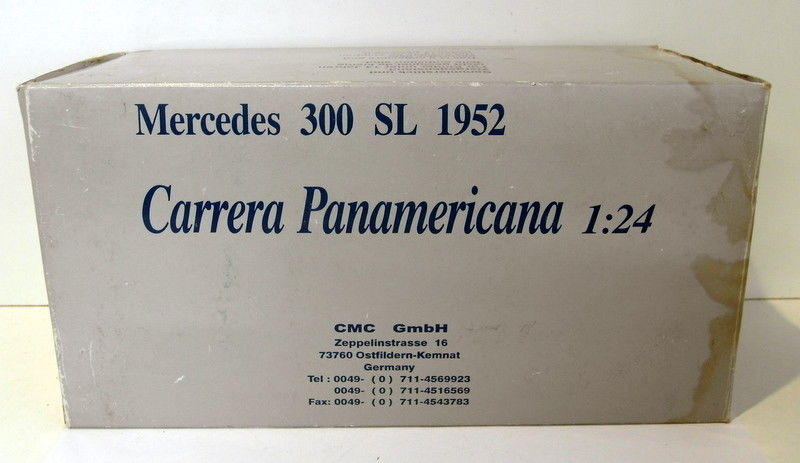 Mercedes 300 SL 1952
Carrera Panamericana 1:24
CMC GmbH
Zeppelinstrasse 16
73760 Ostfildern-Kemnat
Germany
Tel : 0049- ( 0 ) 711-4569923
0049- ( 0 ) 711-4516569
Fax: 0049- ( 0 ) 711-4543783